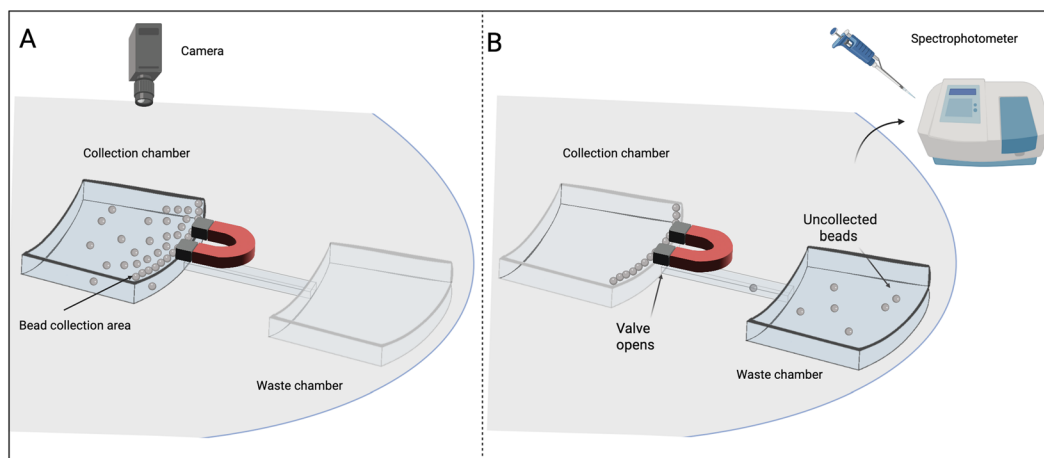 A
Camera
Collection chamber
Bead collection area
Waste chamber
B
Spectrophotometer
Collection chamber
Uncollected
beads
Valve
opens
Waste chamber